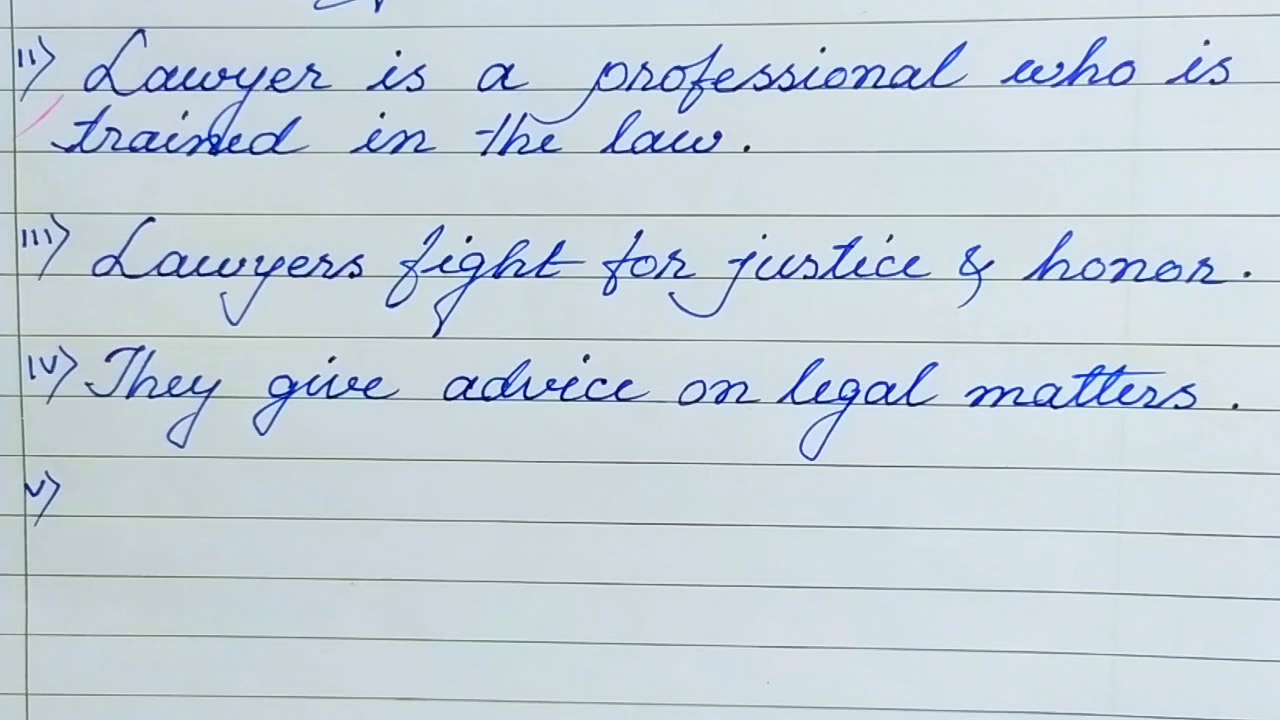 ii) Lawyer is a professional who is
trained in the law.
iii) Lawyers fight for justice & honor.
iv) They give advice on legal matters.
v)